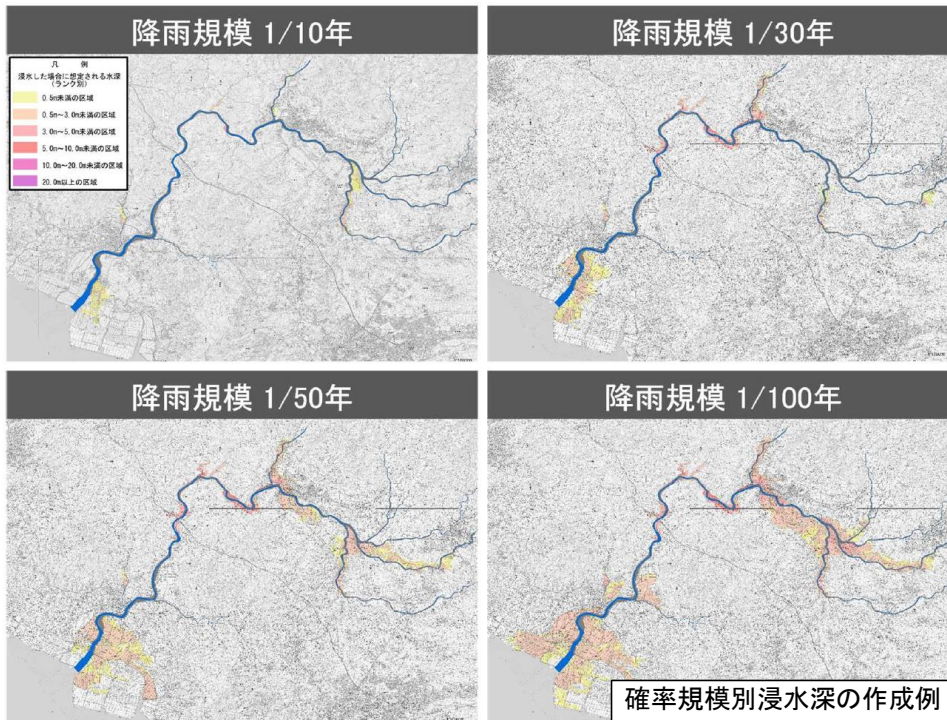 降雨規模 1/10年
降雨規模 1/30年
凡 例
浸水した場合に想定される水深
(ランク別)
0.5m未満の区域
0.5m～3.0m未満の区域
3.0m～5.0m未満の区域
5.0m～10.0m未満の区域
10.0m～20.0m未満の区域
20.0m以上の区域
降雨規模 1/50年
降雨規模 1/100年
確率規模別浸水深の作成例